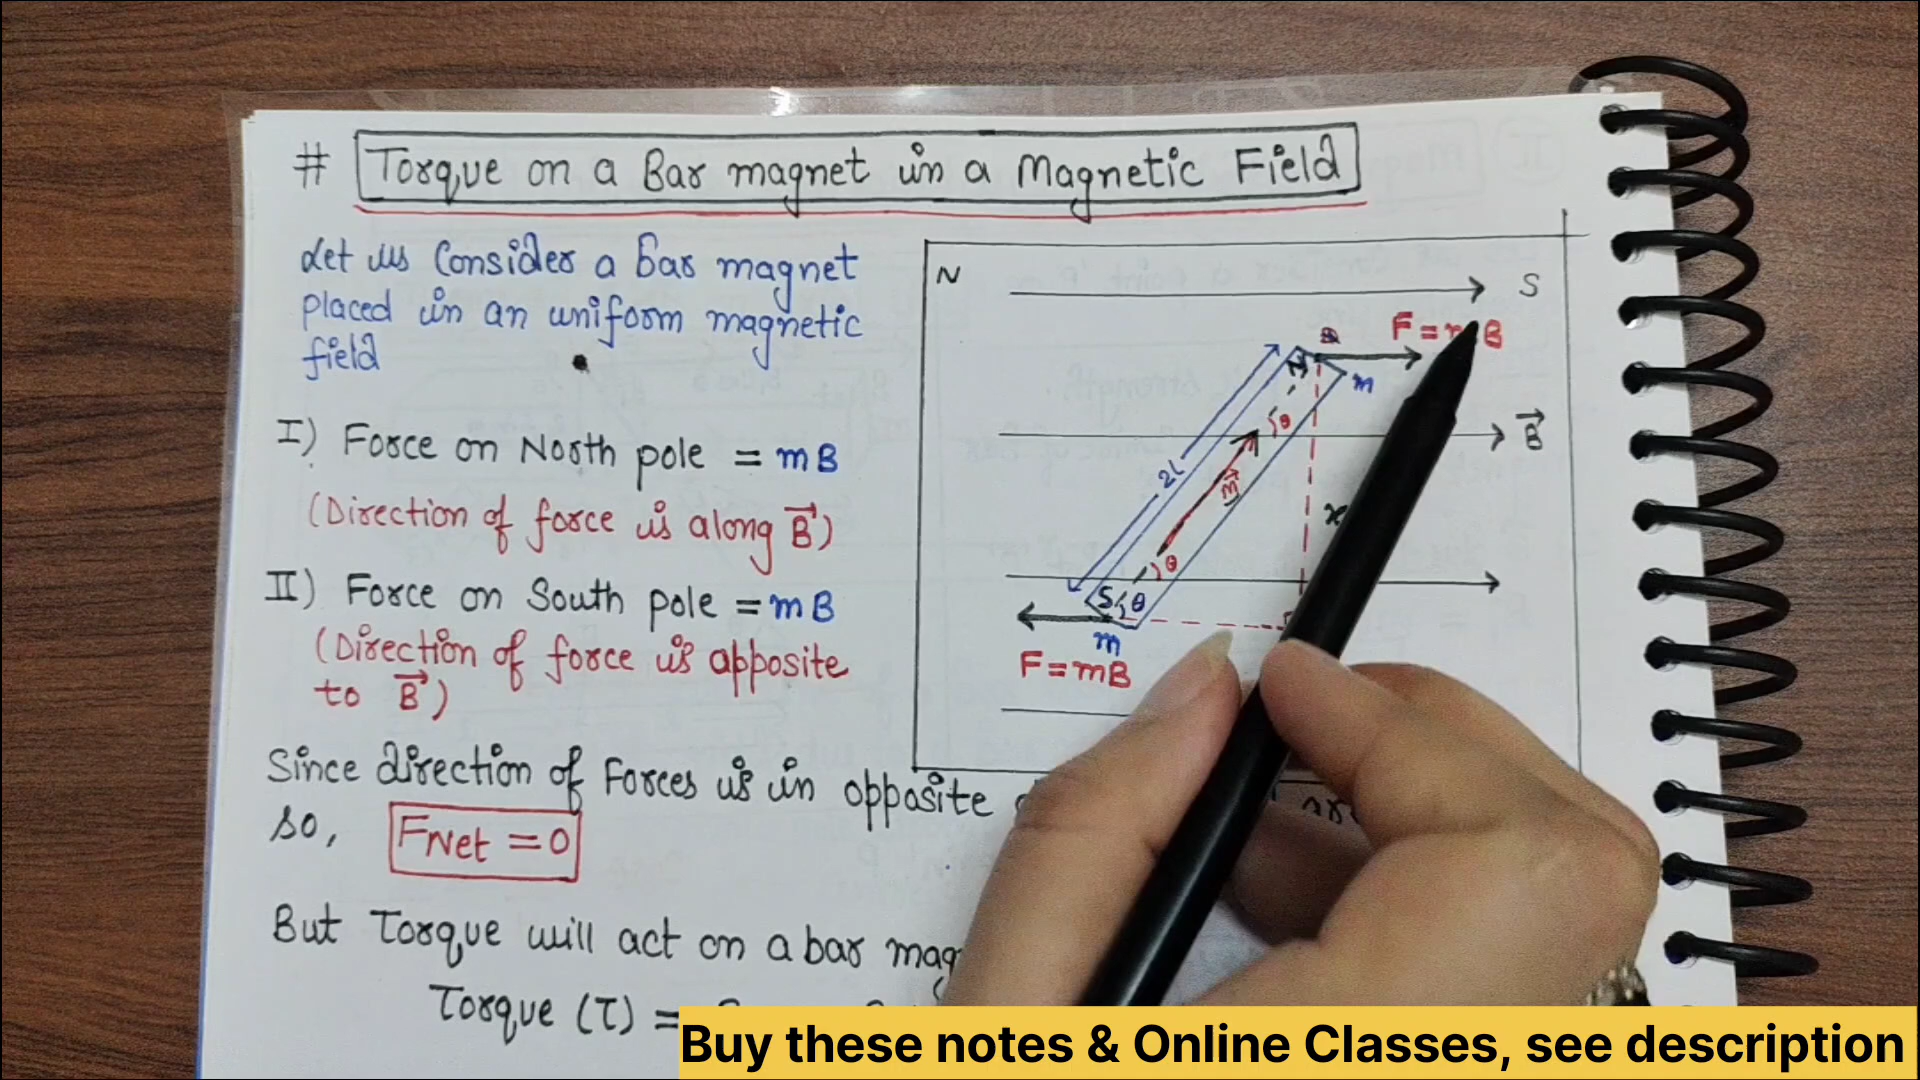 # Torque on a Bar magnet in a Magnetic Field
Let us Consider a bar magnet
placed in an uniform magnetic
field
I) Force on North pole = mB
(Direction of force is along B⃗)
II) Force on South pole = mB
(Direction of force is opposite
to B⃗)
Since direction of Forces is in opposite
so, FNet = 0
But Torque will act on a bar
Torque (τ) =
N
S
F = mB
N
m
θ
B⃗
2l
m⃗
x
θ
S
θ
m
F = mB
Buy these notes & Online Classes, see description